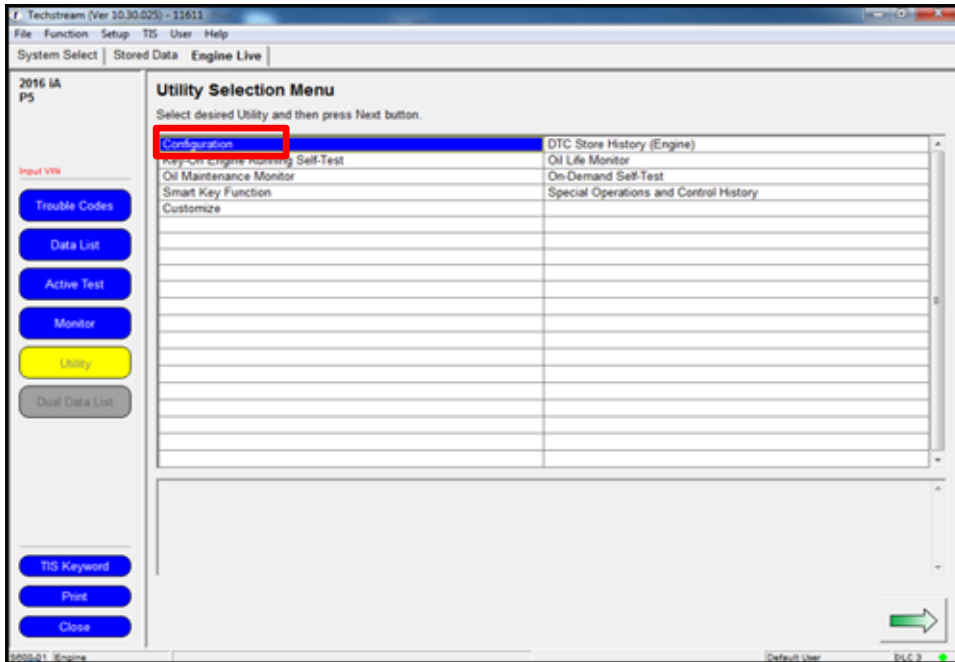 Techstream (Ver 10.30.025) - 11611
File Function Setup TIS User Help
System Select Stored Data Engine Live
2016 iA
P5
Input VIN
Trouble Codes
Data List
Active Test
Monitor
Utility
Dual Data List
TIS Keyword
Print
Close
Utility Selection Menu
Select desired Utility and then press Next button.
Configuration DTC Store History (Engine)
Key-On Engine Running Self-Test Oil Life Monitor
Oil Maintenance Monitor On-Demand Self-Test
Smart Key Function Special Operations and Control History
Customize
Engine Default User DLC 3